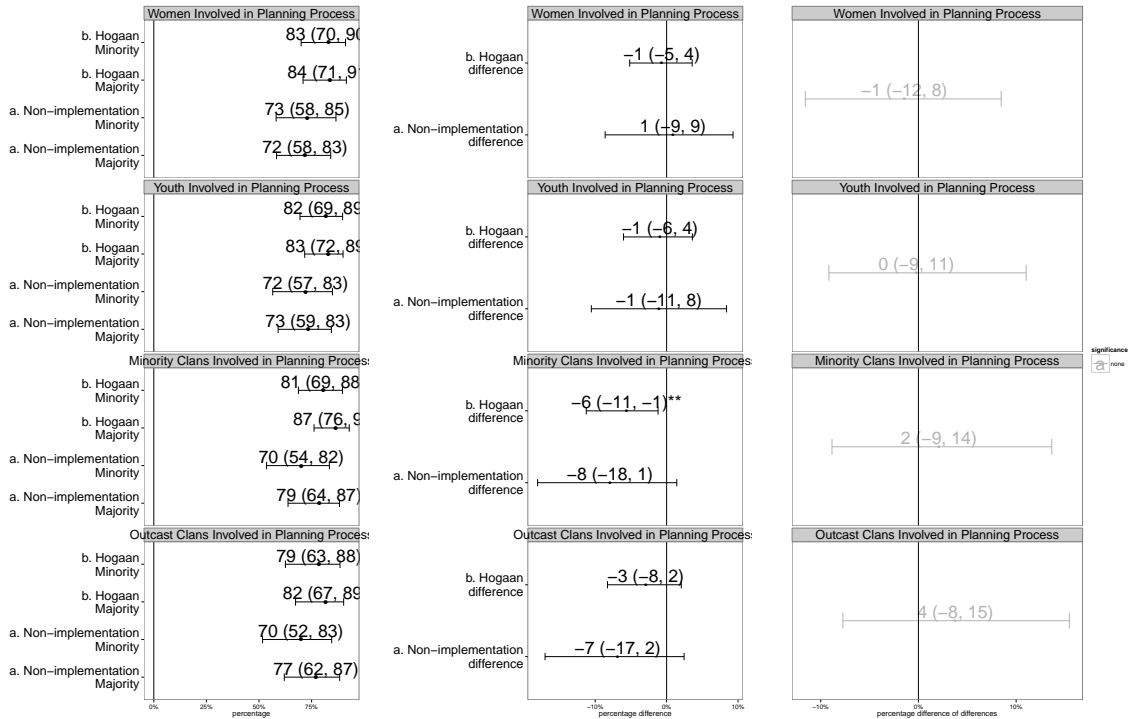 Women Involved in Planning Process
b. Hogaan
Minority
83 (70, 90
b. Hogaan
Majority
84 (71, 9
a. Non−implementation
Minority
73 (58, 85)
a. Non−implementation
Majority
72 (58, 83)
Youth Involved in Planning Process
b. Hogaan
Minority
82 (69, 89
b. Hogaan
Majority
83 (72, 89
a. Non−implementation
Minority
72 (57, 83)
a. Non−implementation
Majority
73 (59, 83)
Minority Clans Involved in Planning Process
b. Hogaan
Minority
81 (69, 88
b. Hogaan
Majority
87 (76, 9
a. Non−implementation
Minority
70 (54, 82)
a. Non−implementation
Majority
79 (64, 87)
Outcast Clans Involved in Planning Process
b. Hogaan
Minority
79 (63, 88)
b. Hogaan
Majority
82 (67, 89
a. Non−implementation
Minority
70 (52, 83)
a. Non−implementation
Majority
77 (62, 87)
0% 25% 50% 75%
percentage
Women Involved in Planning Process
b. Hogaan
difference
−1 (−5, 4)
a. Non−implementation
difference
1 (−9, 9)
Youth Involved in Planning Process
b. Hogaan
difference
−1 (−6, 4)
a. Non−implementation
difference
−1 (−11, 8)
Minority Clans Involved in Planning Process
b. Hogaan
difference
−6 (−11, −1)**
a. Non−implementation
difference
−8 (−18, 1)
Outcast Clans Involved in Planning Process
b. Hogaan
difference
−3 (−8, 2)
a. Non−implementation
difference
−7 (−17, 2)
−10% 0% 10%
percentage difference
Women Involved in Planning Process
−1 (−12, 8)
Youth Involved in Planning Process
0 (−9, 11)
Minority Clans Involved in Planning Process
2 (−9, 14)
Outcast Clans Involved in Planning Process
4 (−8, 15)
−10% 0% 10%
percentage difference of differences
significance
a none